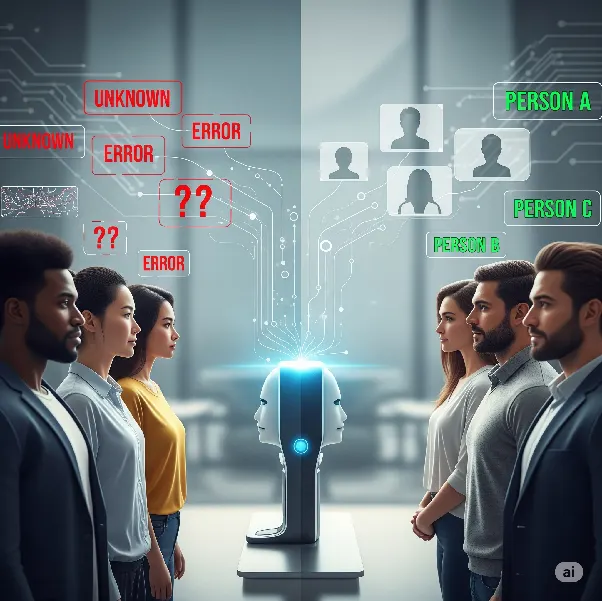 UNKNOWN
PERSON A
ERROR
UNKNOWN
ERROR
??
PERSON C
??
PERSON B
ERROR
ai